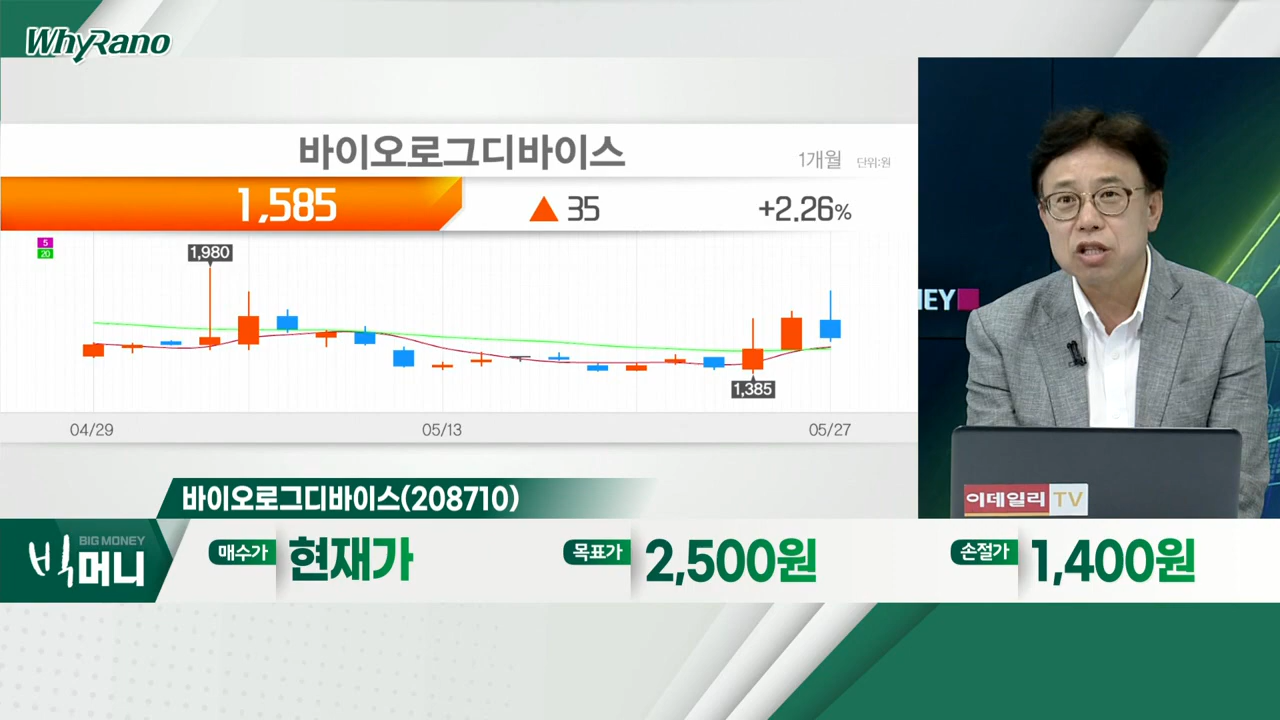 WhyRano
바이오로그디바이스
1개월 단위:원
1,585 ▲ 35 +2.26%
5
20
1,980
1,385
04/29 05/13 05/27
NEY
이데일리 TV
바이오로그디바이스(208710)
BIG MONEY
빅머니
매수가 현재가 목표가 2,500원 손절가 1,400원